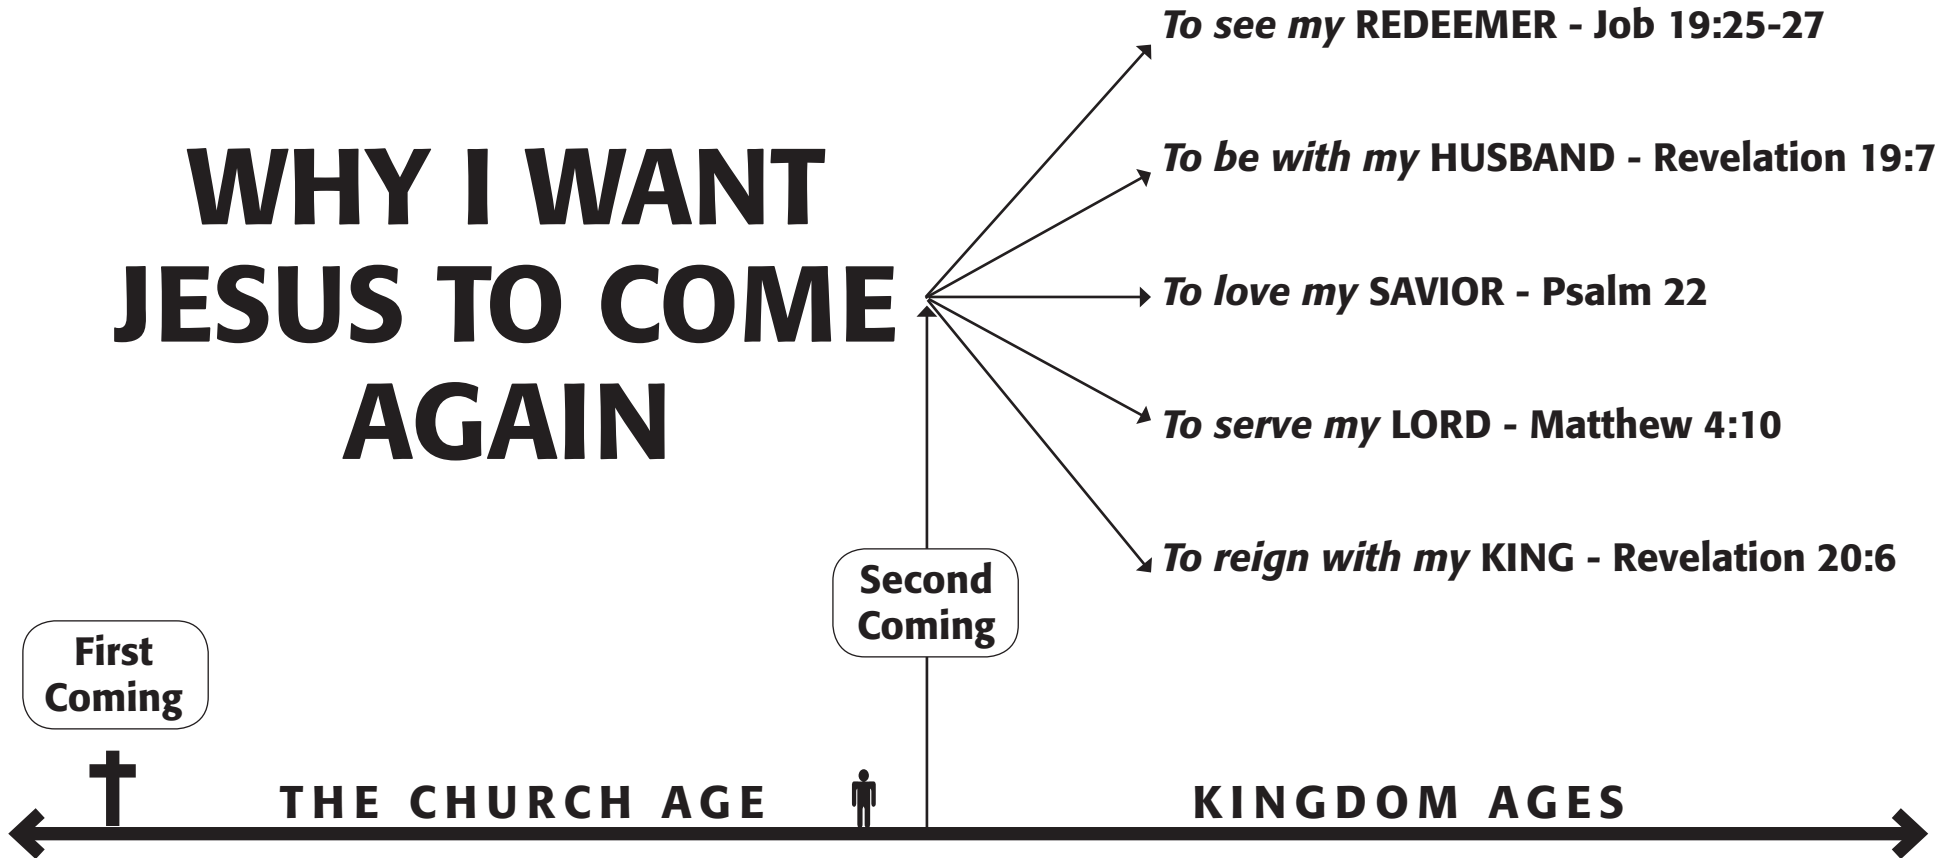 WHY I WANT
JESUS TO COME
AGAIN
To see my REDEEMER - Job 19:25-27
To be with my HUSBAND - Revelation 19:7
To love my SAVIOR - Psalm 22
To serve my LORD - Matthew 4:10
To reign with my KING - Revelation 20:6
First
Coming
Second
Coming
THE CHURCH AGE
KINGDOM AGES